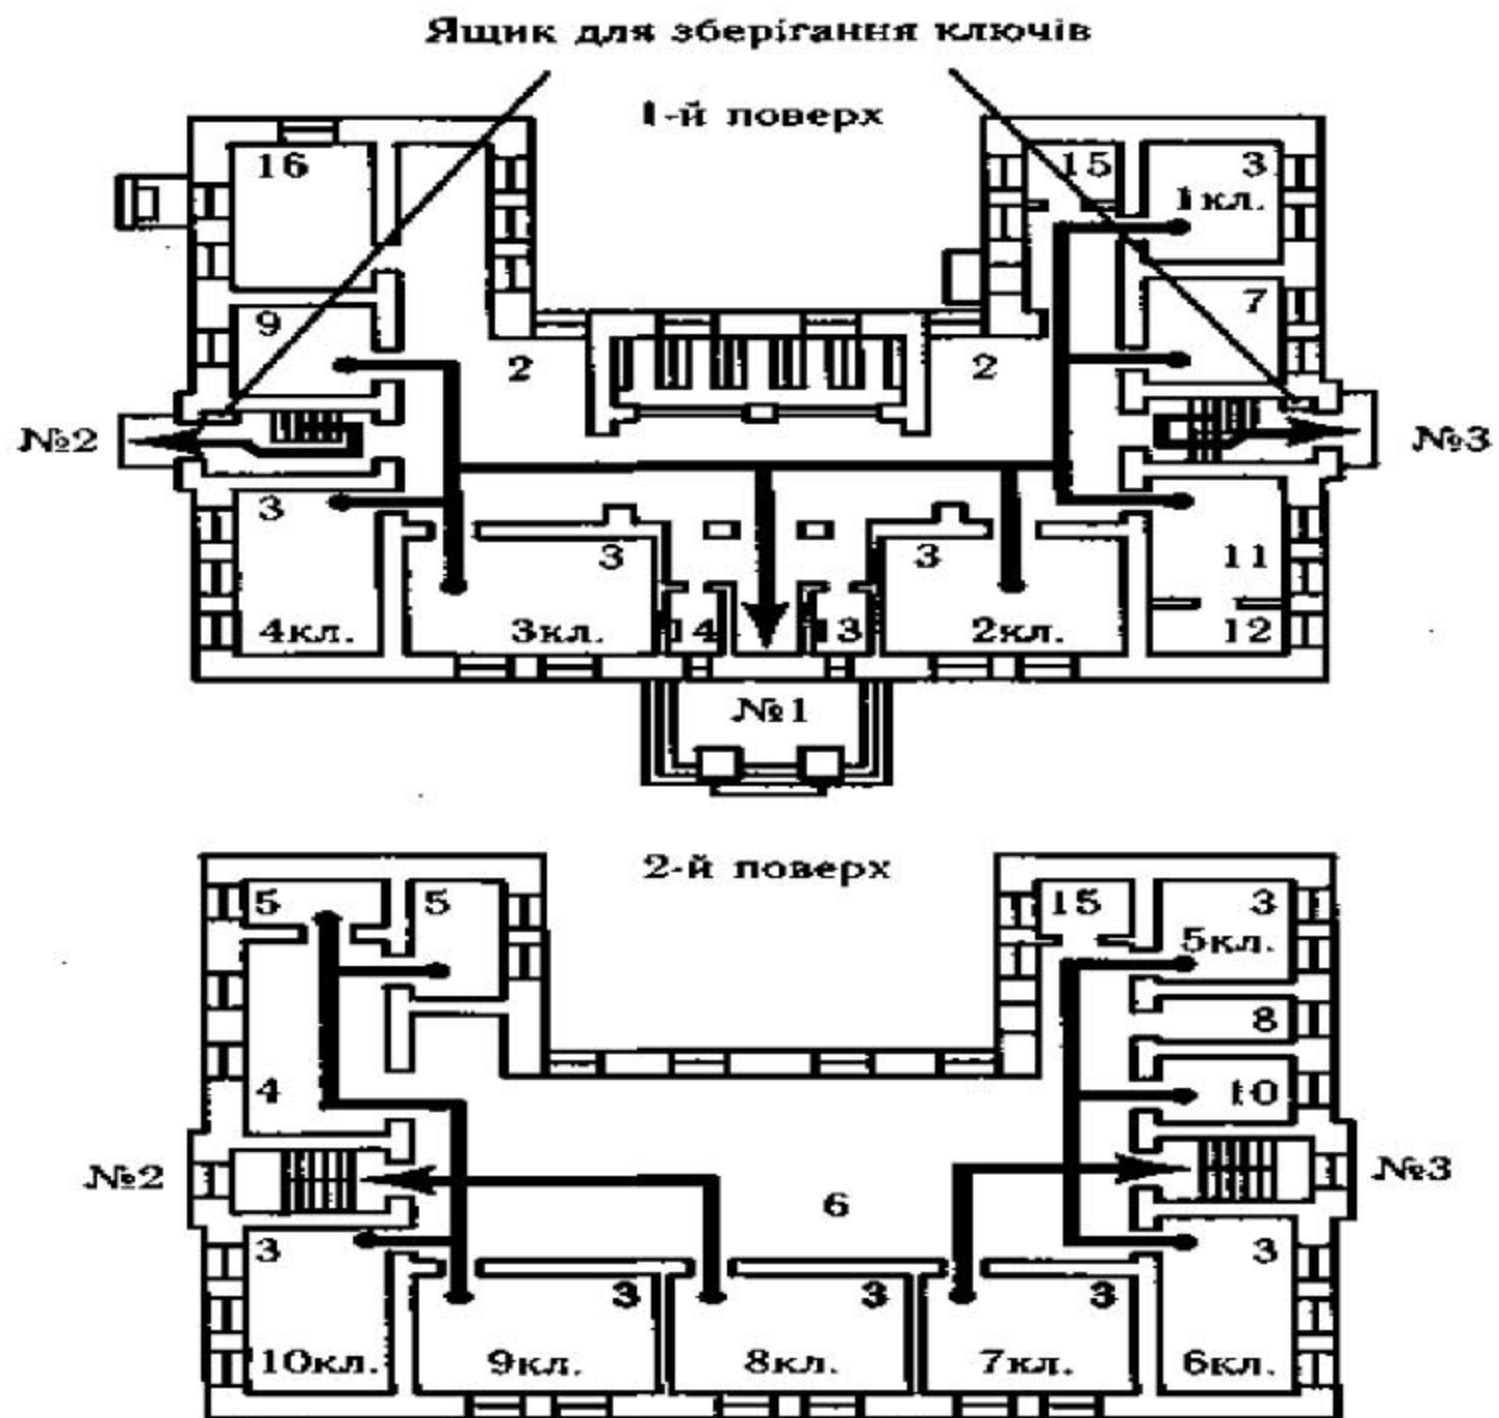 Ящик для зберігання ключів
1-й поверх
16
15
3
1кл.
9
7
2
2
№2
№3
3
3
3
11
4кл.
3кл.
14
13
2кл.
12
№1
2-й поверх
5
5
15
3
5кл.
8
4
10
№2
№3
6
3
3
3
3
3
10кл.
9кл.
8кл.
7кл.
6кл.